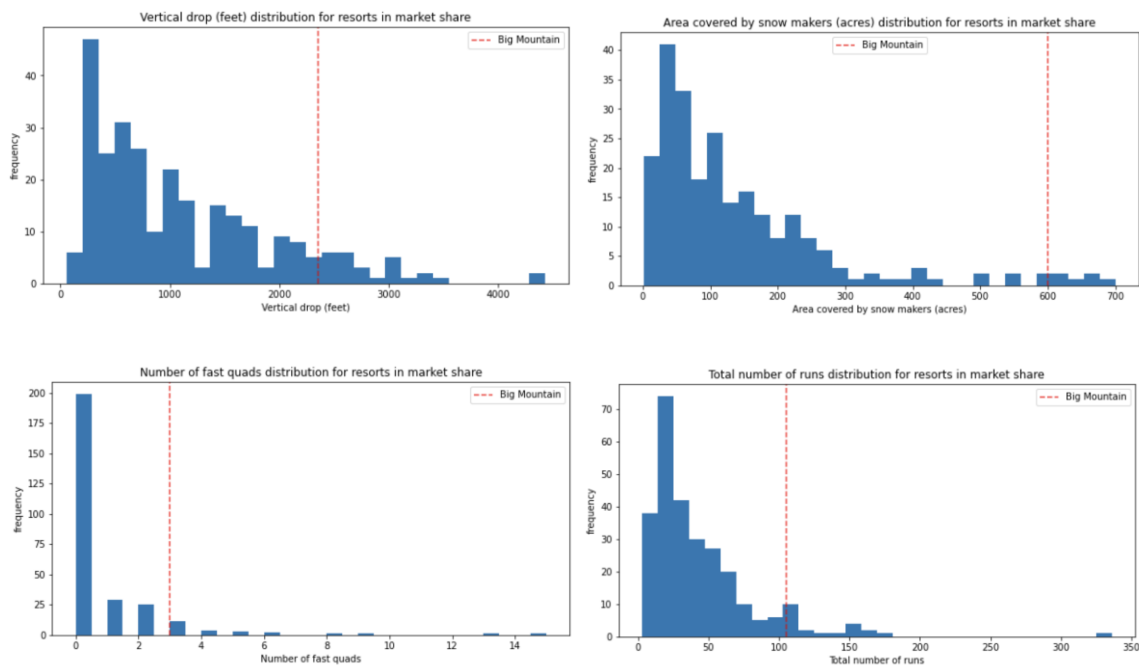 Vertical drop (feet) distribution for resorts in market share
Big Mountain
frequency
40
30
20
10
0
0 1000 2000 3000 4000
Vertical drop (feet)
Area covered by snow makers (acres) distribution for resorts in market share
Big Mountain
frequency
40
35
30
25
20
15
10
5
0
0 100 200 300 400 500 600 700
Area covered by snow makers (acres)
Number of fast quads distribution for resorts in market share
Big Mountain
frequency
200
175
150
125
100
75
50
25
0
0 2 4 6 8 10 12 14
Number of fast quads
Total number of runs distribution for resorts in market share
Big Mountain
frequency
70
60
50
40
30
20
10
0
0 50 100 150 200 250 300 350
Total number of runs